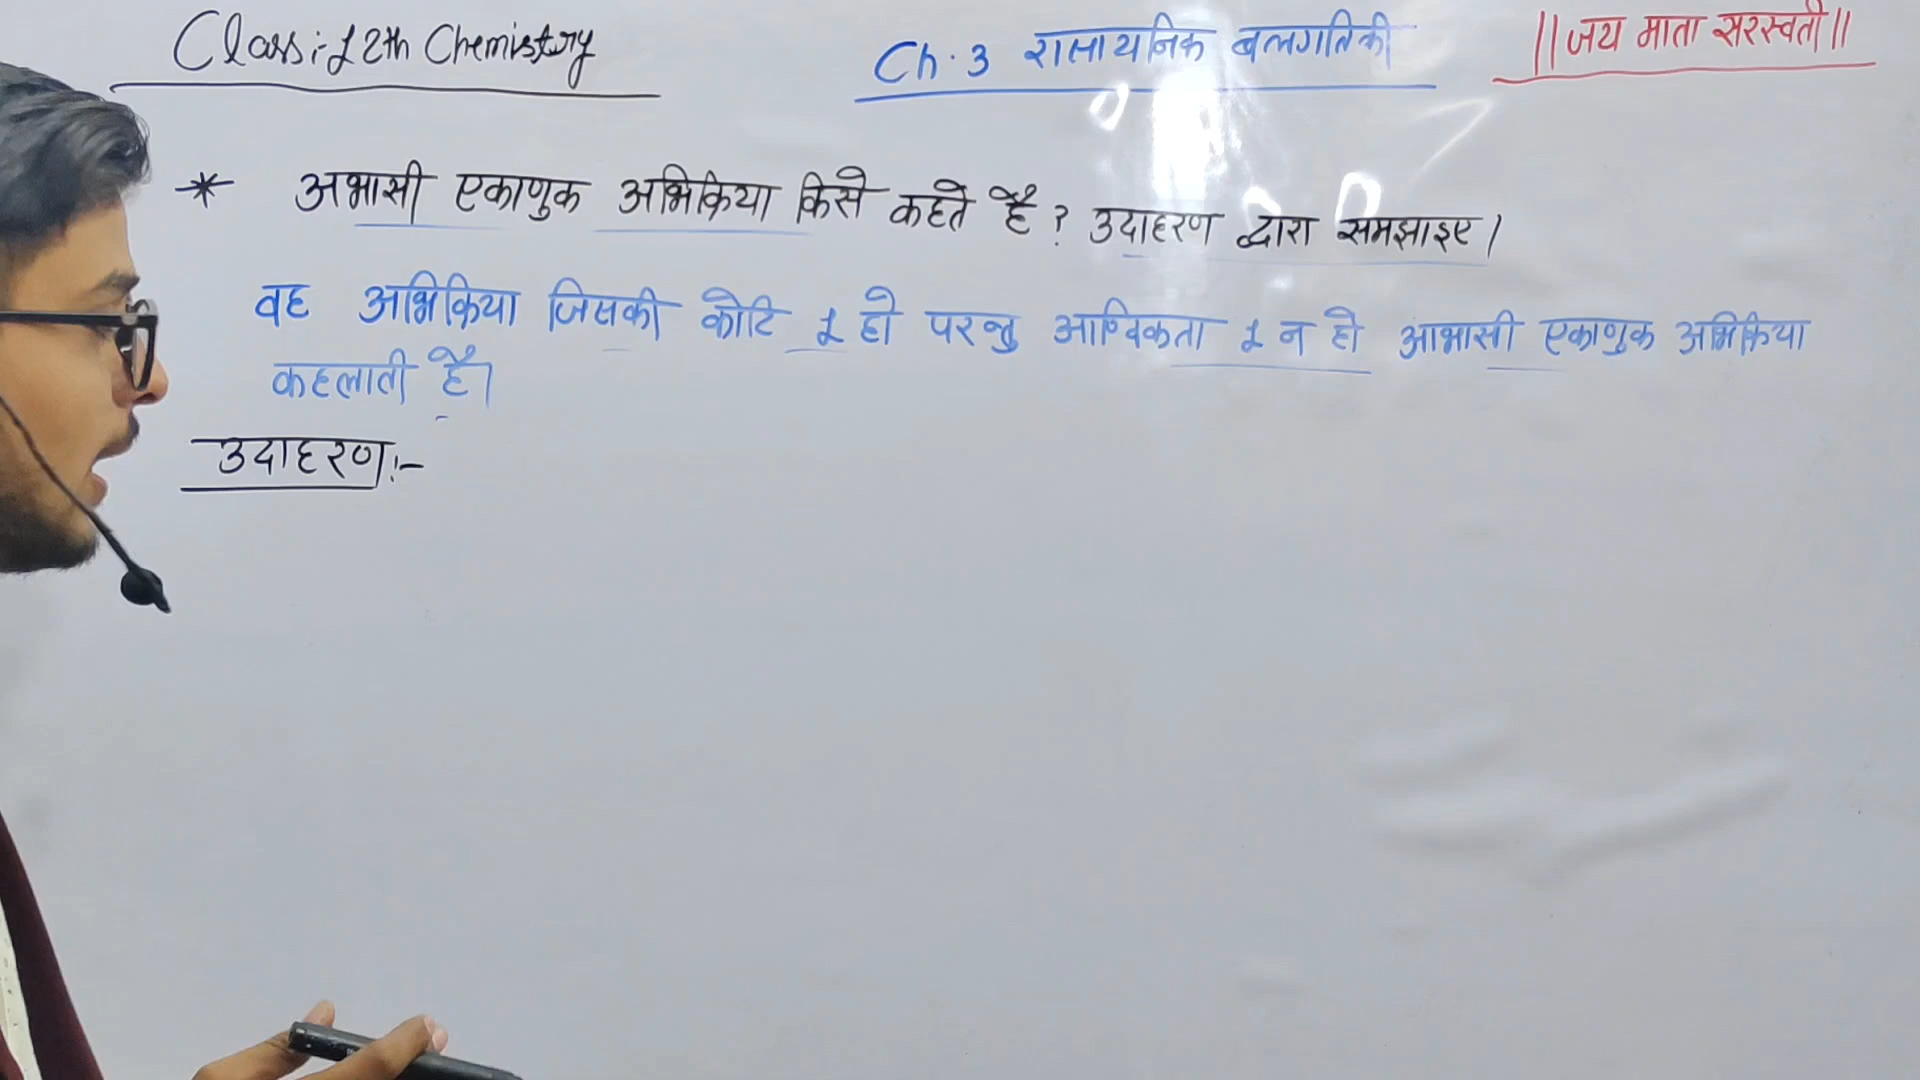 Class:- 12th Chemistry
Ch. 3 रासायनिक बलगतिकी
||जय माता सरस्वती||
* अभासी एकाणुक अभिक्रिया किसे कहते है ? उदाहरण द्वारा समझाइए।
वह अभिक्रिया जिसकी कोटि 1 हो परन्तु आण्विकता 1 न हो आभासी एकाणुक अभिक्रिया
कहलाती है।
उदाहरण:-